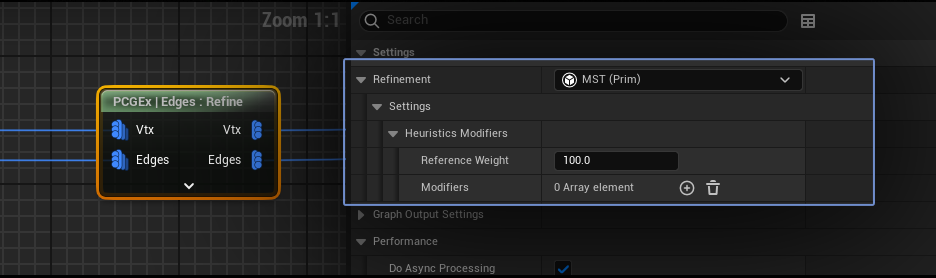 Zoom 1:1
Search
Settings
Refinement
MST (Prim)
Settings
PCGEx | Edges : Refine
Vtx
Vtx
Edges
Edges
Heuristics Modifiers
Reference Weight
100.0
Modifiers
0 Array element
Graph Output Settings
Performance
Do Async Processing